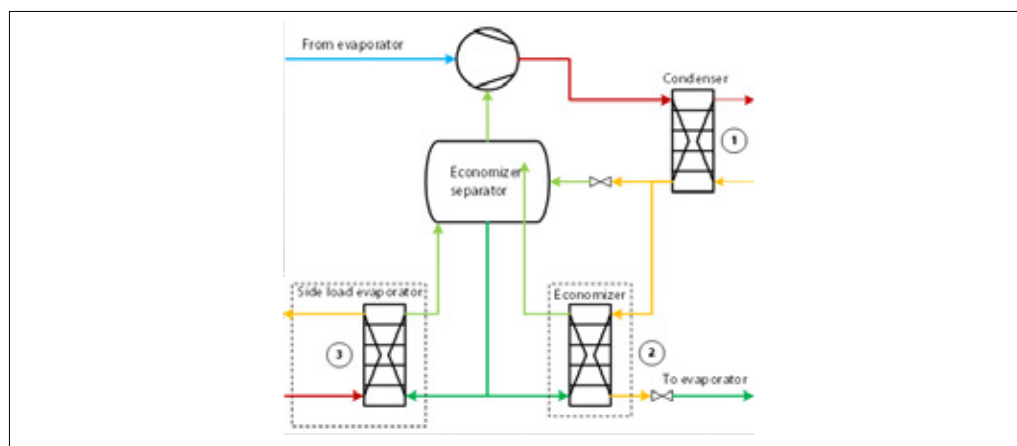 From evaporator
Condenser
1
Economizer
separator
Side load evaporator
Economizer
3
2
To evaporator